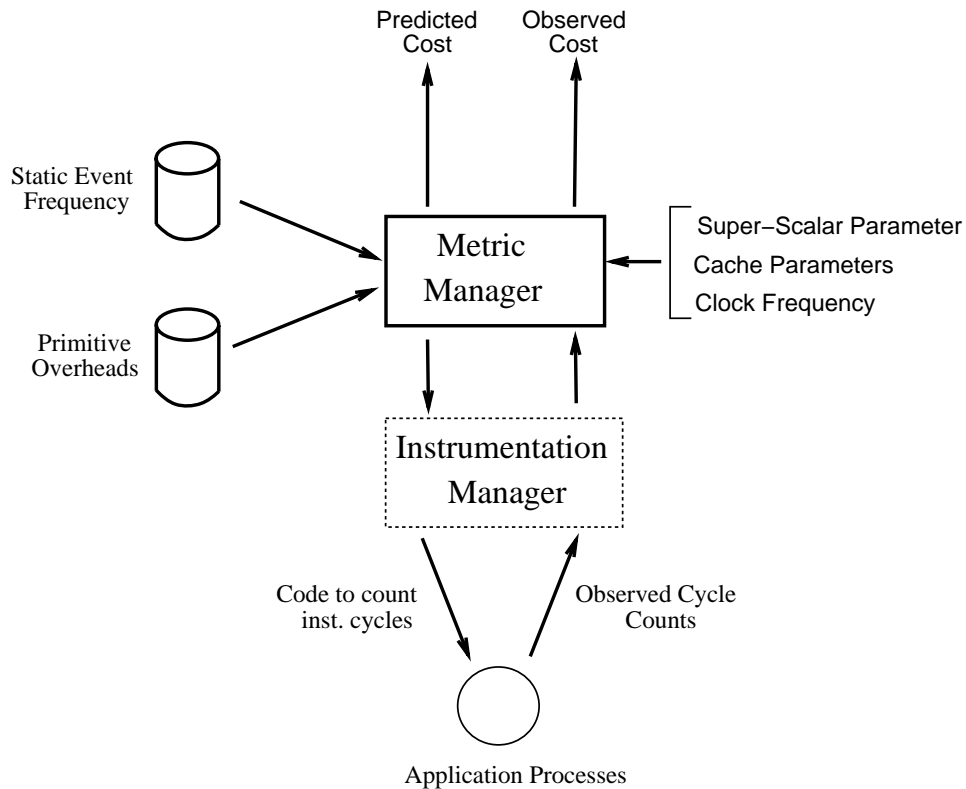 Predicted
Cost
Observed
Cost
Static Event
Frequency
Primitive
Overheads
Metric
Manager
Super−Scalar Parameter
Cache Parameters
Clock Frequency
Instrumentation
Manager
Code to count
inst. cycles
Observed Cycle
Counts
Application Processes